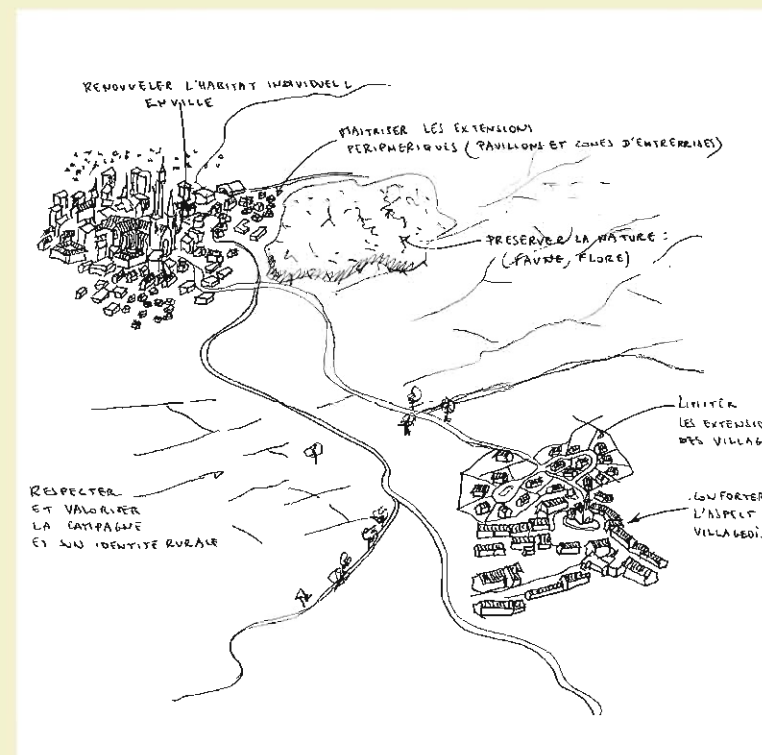 RENOUVELER L'HABITAT INDIVIDUEL
EN VILLE
MAITRISER LES EXTENSIONS
PERIPHERIQUES (PAVILLONS ET ZONES D'ENTREPRISES)
PRESERVER LA NATURE :
(FAUNE, FLORE)
LIMITER
LES EXTENSIO
DES VILLAG
RESPECTER
ET VALORISER
LA CAMPAGNE
ET SON IDENTITE RURALE
CONFORTER
L'ASPECT
VILLAGEOI